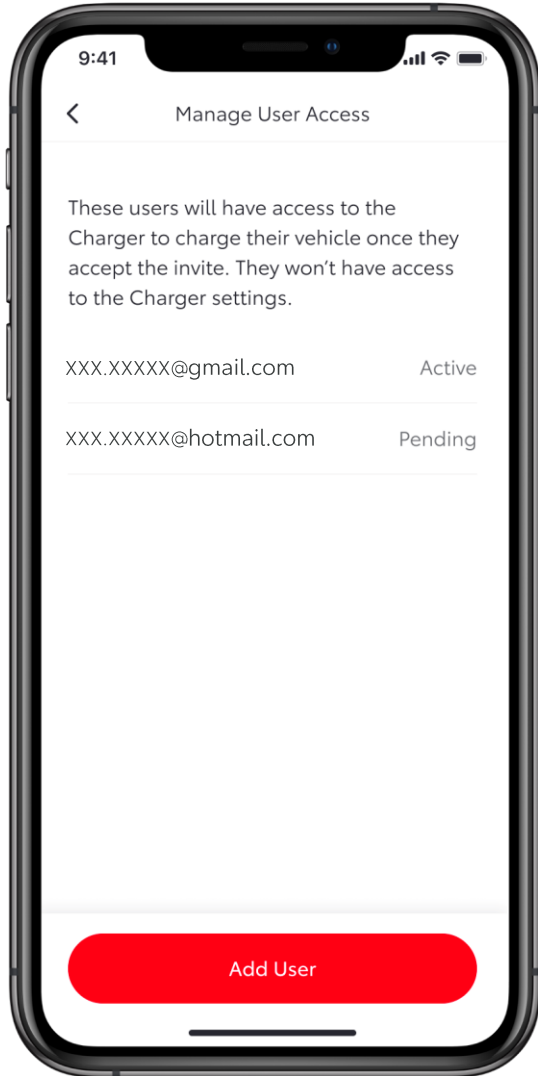 9:41
Manage User Access
These users will have access to the
Charger to charge their vehicle once they
accept the invite. They won't have access
to the Charger settings.
XXX.XXXXX@gmail.com Active
XXX.XXXXX@hotmail.com Pending
Add User